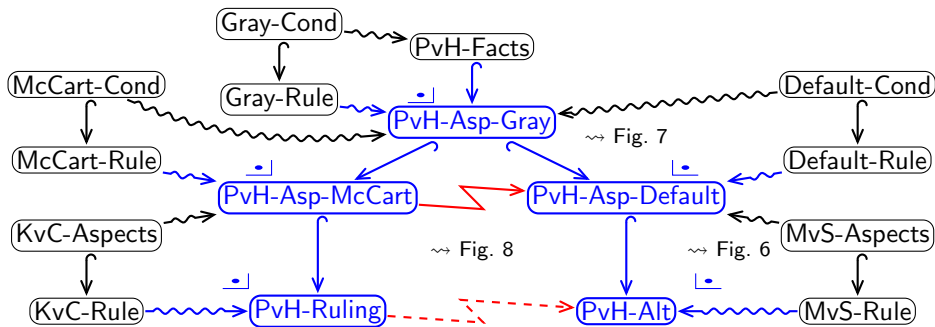 Gray-Cond
PvH-Facts
McCart-Cond
Gray-Rule
Default-Cond
PvH-Asp-Gray
⇝ Fig. 7
McCart-Rule
Default-Rule
PvH-Asp-McCart
PvH-Asp-Default
KvC-Aspects
⇝ Fig. 8
⇝ Fig. 6
MvS-Aspects
KvC-Rule
PvH-Ruling
PvH-Alt
MvS-Rule